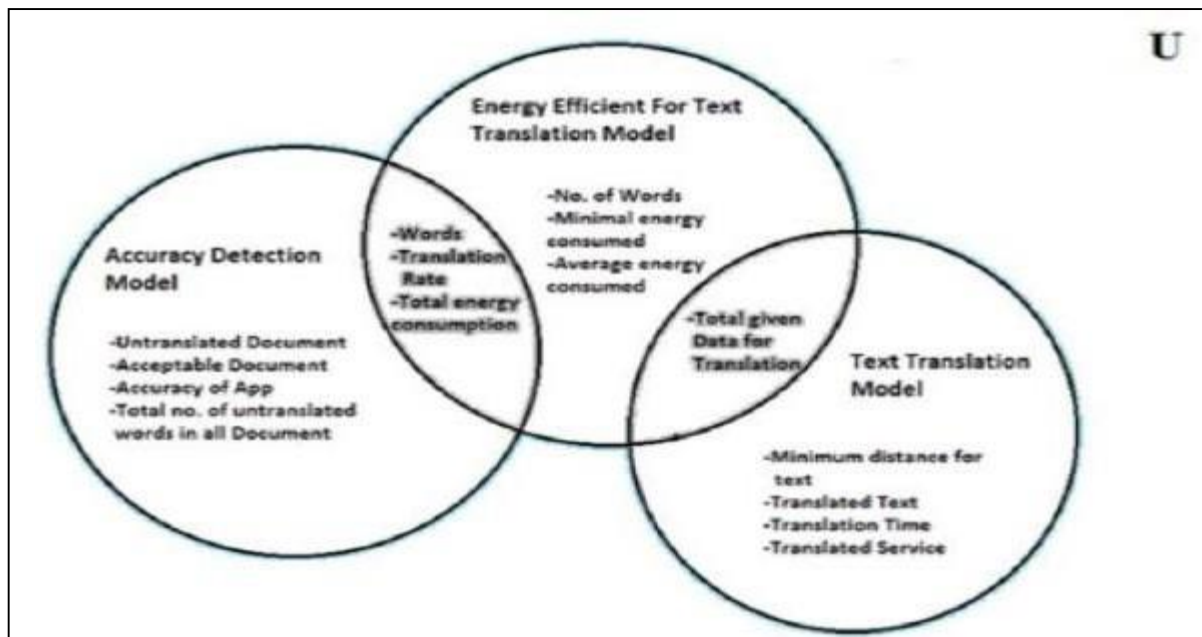 U
Energy Efficient For Text
Translation Model
-No. of Words
-Minimal energy
consumed
-Average energy
consumed
-Words
-Translation
Rate
-Total energy
consumption
Accuracy Detection
Model
-Untranslated Document
-Acceptable Document
-Accuracy of App
-Total no. of untranslated
words in all Document
-Total given
Data for
Translation
Text Translation
Model
-Minimum distance for
text
-Translated Text
-Translation Time
-Translated Service